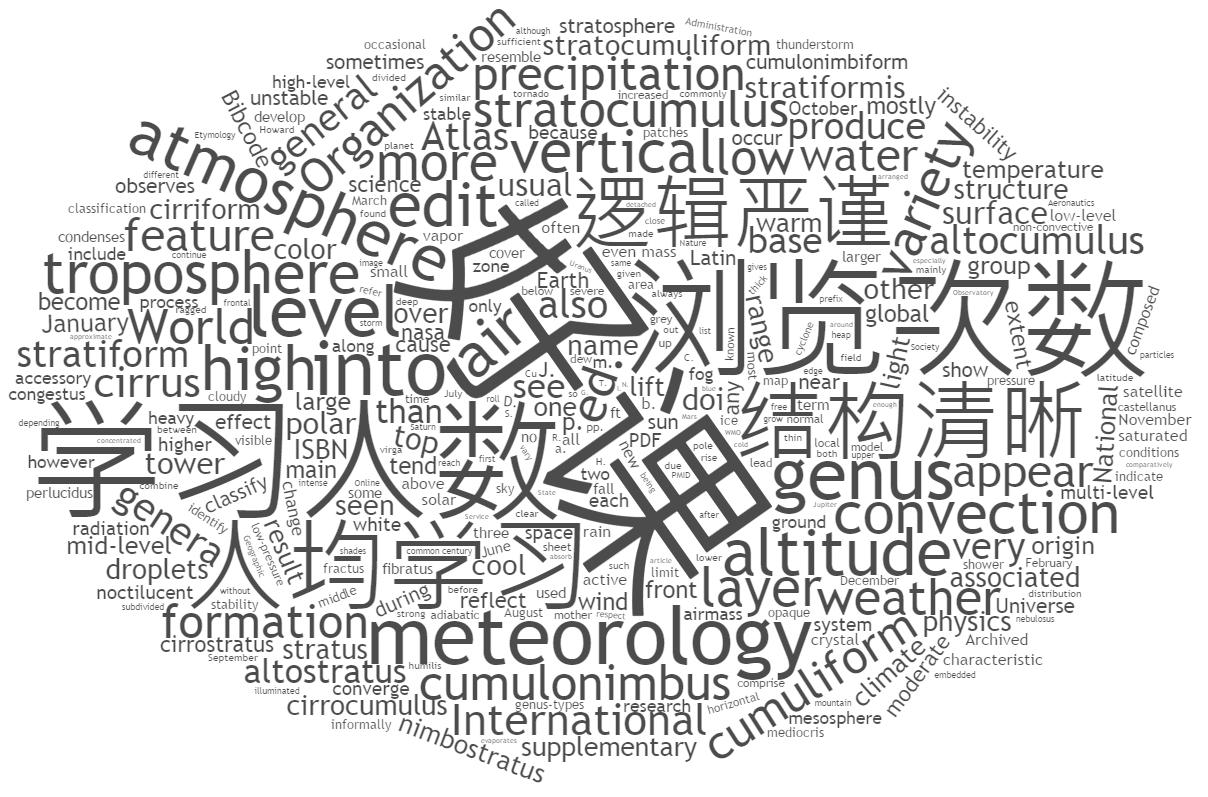 although
stratosphere
Administration
occasional
sufficient
stratocumuliform
thunderstorm
sometimes
resemble
cumulonimbiform
high-level
divided
Organization
precipitation
stratiformis
unstable
similar
tornado
increased
commonly
Bibcode
develop
general
stable
stratocumulus
October
mostly
instability
Etymology
Howard
planet
Atlas
because
patches
occur
produce
atmosphere
different
more
vertical
low
water
variety
temperature
observes
science
usual
逻辑严谨
arranged
structure
classification
cirriform
March
found
edit
called
detached
close
warm
surface
Aeronautics
low-level
non-convective
condenses
feature
color
vapor
often
made
Nature
base
altocumulus
include
continue
cover
zone
Uranus
even mass
Latin
larger
especially
mainly
group
troposphere
image
small
Earth
same
given
area
gives
浏览次数
become
process
ragged
frontal
refer
deep
below
severe
always
thick
prefix
other
Observatory
January
World
level
storm
over
only
also
grey
out
list
range
cyclone
around
heap
global
extent
composed
approximate
nasa
cause
air
name
up
known
edge
field
Society
particles
stratiform
point
along
dew
m.
C.
most
light
show
accessory
cirrus
high
into
Cu
J.
see
ed.
T.
L.
N.
lift
fog
blue
map
near
pressure
latitude
satellite
congestus
cloudy
July
roll
D.
S.
so
G.
one
ft
b.
doi
any
free
term
enough
结构清晰
National
castellanus
November
depending
学习人数
heavy
between
effect
large
polar
than
time
Saturn
p.
Mars
sun
ice
grow
normal
concentrated
higher
visible
ISBN
top
virga
no
R.
all
a.
pp.
PDF
WMO
cold
thin
local
both
model
upper
saturated
conditions
however
tower
main
tend
reach
first
vary
H.
new
being
pole
rise
lead
comparatively
indicate
perlucidus
combine
classify
intense
Online
some
above
sky
two
fall
due
PMID
genus
appear
multi-level
genera
identify
change
seen
solar
State
each
after
Jupiter
radiation
人均学习
low-pressure
result
white
Service
clear
space
rain
ground
convection
mid-level
Geographic
shades
common century
three
June
sheet
absorb
article
lower
altitude
very
origin
droplets
fractus
fibratus
cool
such
limit
shower
February
noctilucent
without
middle
during
before
reflect
used
active
front
layer
December
associated
distribution
subdivided
stability
strong
adiabatic
August
mother
respect
wind
airmass
opaque
weather
Universe
nebulosus
formation
meteorology
system
physics
cirrostratus
stratus
crystal
cumuliform
Archived
September
humilis
climate
moderate
characteristic
altostratus
cumulonimbus
comprise
embedded
illuminated
converge
genus-types
research
horizontal
mountain
cirrocumulus
International
mesosphere
informally
nimbostratus
mediocris
evaporates
supplementary